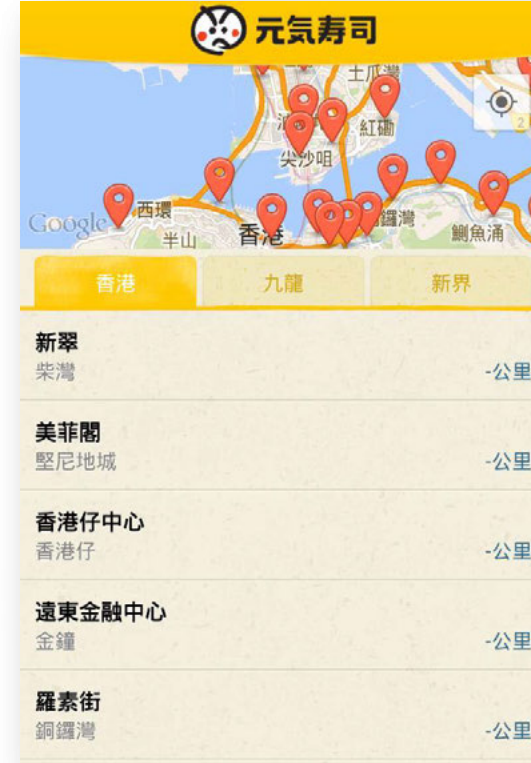 元気寿司
土瓜灣
2
紅磡
尖沙咀
西環
Google
半山
香港
鑼灣
鰂魚涌
香港
九龍
新界
新翠
柴灣
-公里
美菲閣
堅尼地城
-公里
香港仔中心
香港仔
-公里
遠東金融中心
金鐘
-公里
羅素街
銅鑼灣
-公里